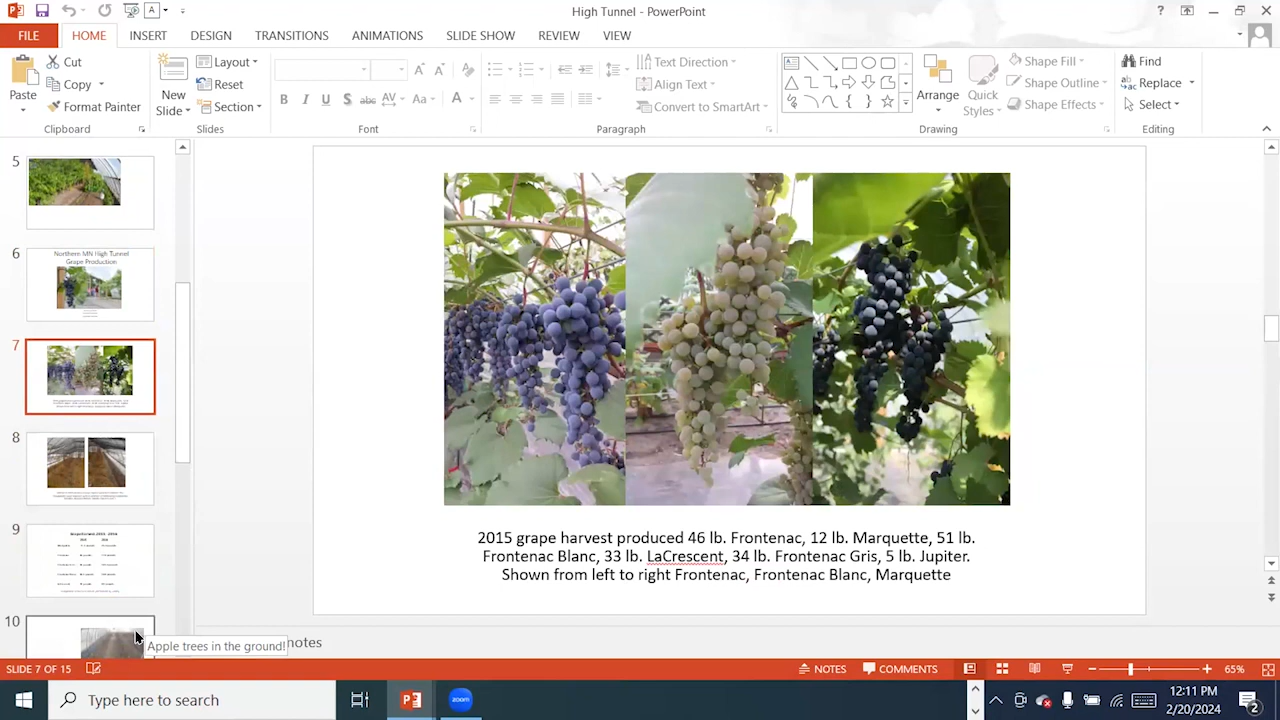 High Tunnel - PowerPoint
FILE HOME INSERT DESIGN TRANSITIONS ANIMATIONS SLIDE SHOW REVIEW VIEW
Paste
Cut
Copy
Format Painter
Clipboard
New
Slide
Layout
Reset
Section
Slides
B I U S abc AV Aa A
Font
Text Direction
Align Text
Convert to SmartArt
Paragraph
Arrange
Quick
Styles
Shape Fill
Shape Outline
Shape Effects
Drawing
Find
Replace
Select
Editing
5
6
Northern MN High Tunnel
Grape Production
7
8
9
10
Apple trees in the ground!
2015 grape harvest produced 46 lb. Frontenac, 12 lb. Marquette, 51 lb.
Frontenac Blanc, 33 lb. LaCrescent, 34 lb. Frontenac Gris, 5 lb. Jupiter.
Shown from left to right Frontenac, Frontenac Blanc, Marquette
notes
SLIDE 7 OF 15
NOTES COMMENTS 65%
Type here to search
zoom
12:11 PM
2/20/2024
2